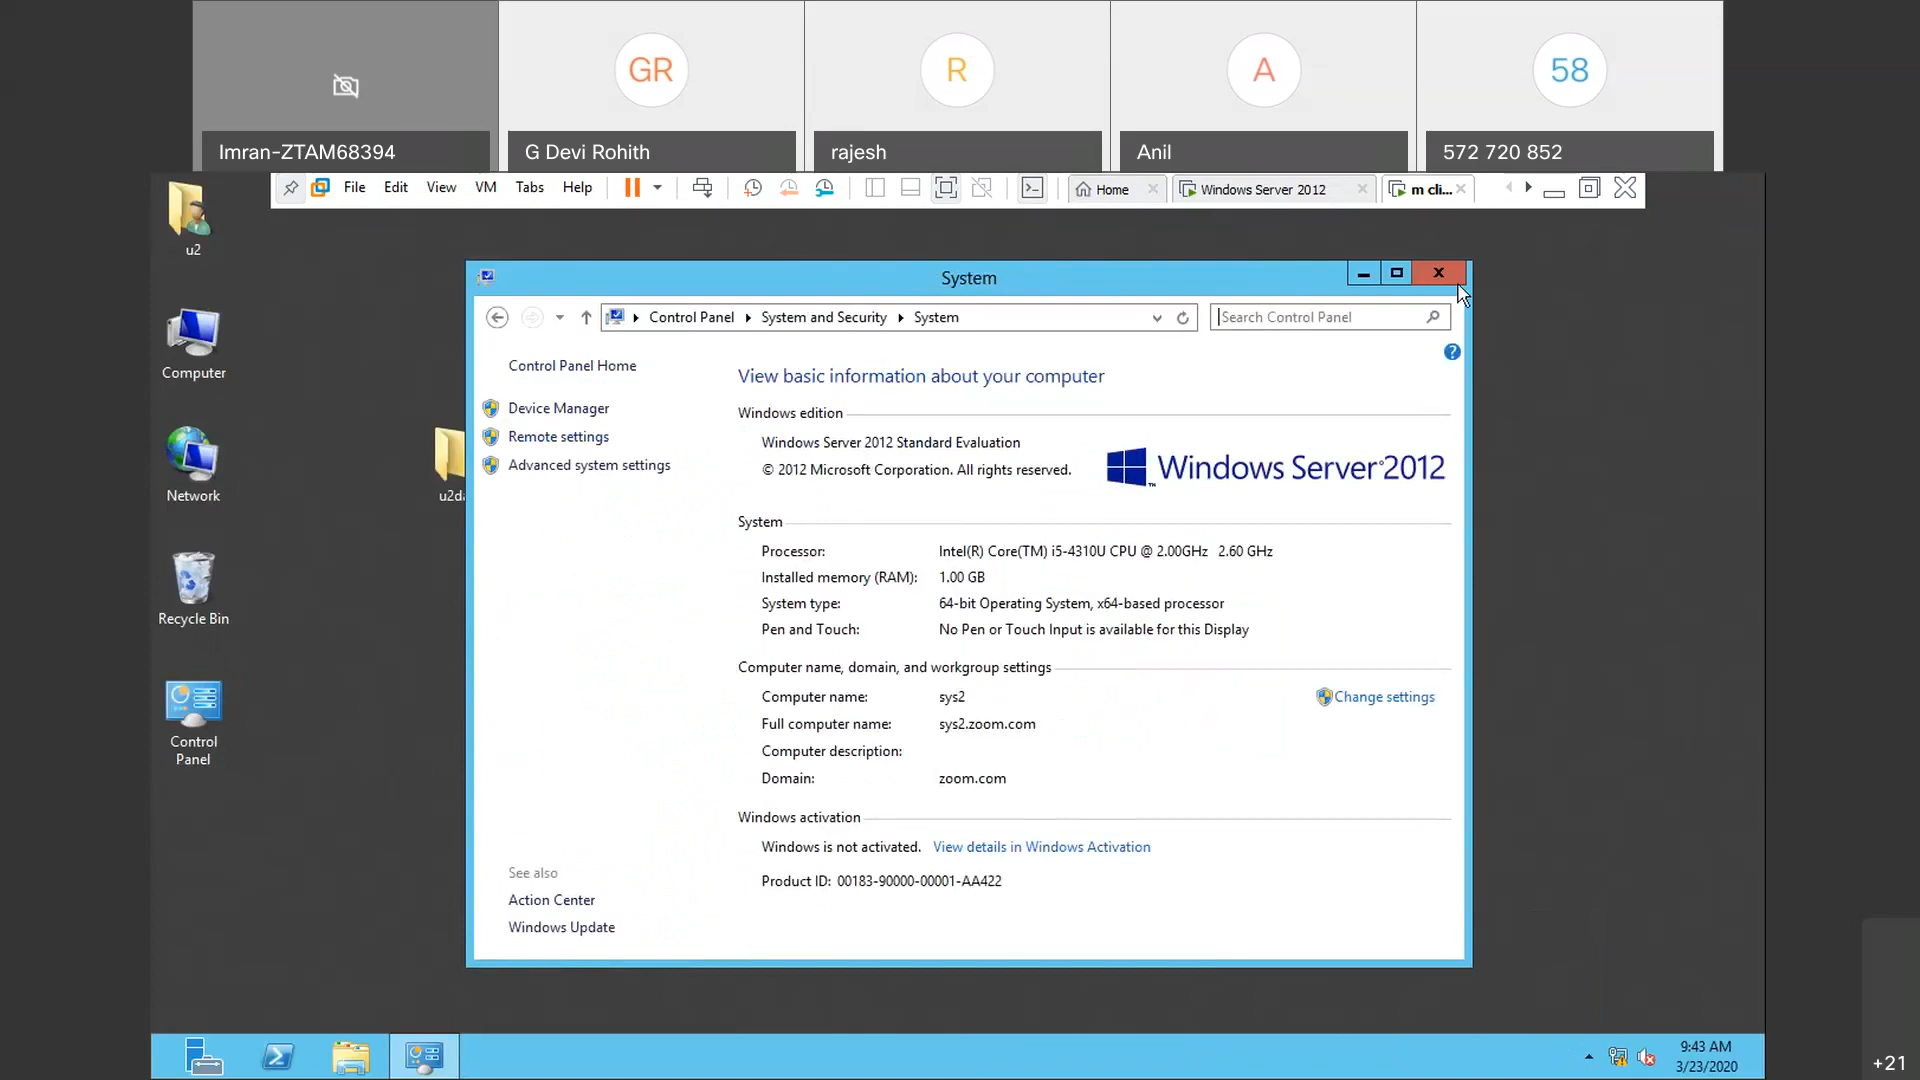 GR
R
A
58
Imran-ZTAM68394
G Devi Rohith
rajesh
Anil
572 720 852
File Edit View VM Tabs Help
Home
Windows Server 2012
m cli...
u2
Computer
Network
Recycle Bin
Control
Panel
System
Control Panel System and Security System
Search Control Panel
Control Panel Home
Device Manager
Remote settings
Advanced system settings
See also
Action Center
Windows Update
View basic information about your computer
Windows edition
Windows Server 2012 Standard Evaluation
© 2012 Microsoft Corporation. All rights reserved.
Windows Server 2012
System
Processor: Intel(R) Core(TM) i5-4310U CPU @ 2.00GHz 2.60 GHz
Installed memory (RAM): 1.00 GB
System type: 64-bit Operating System, x64-based processor
Pen and Touch: No Pen or Touch Input is available for this Display
Computer name, domain, and workgroup settings
Computer name: sys2
Change settings
Full computer name: sys2.zoom.com
Computer description:
Domain: zoom.com
Windows activation
Windows is not activated. View details in Windows Activation
Product ID: 00183-90000-00001-AA422
9:43 AM
3/23/2020
+21